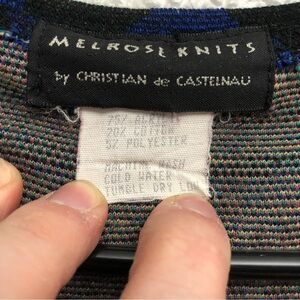 MELROSE KNITS
by CHRISTIAN de CASTELNAU
75% ACRYLIC
20% COTTON
5% POLYESTER
MACHINE WASH
COLD WATER
TUMBLE DRY LOW